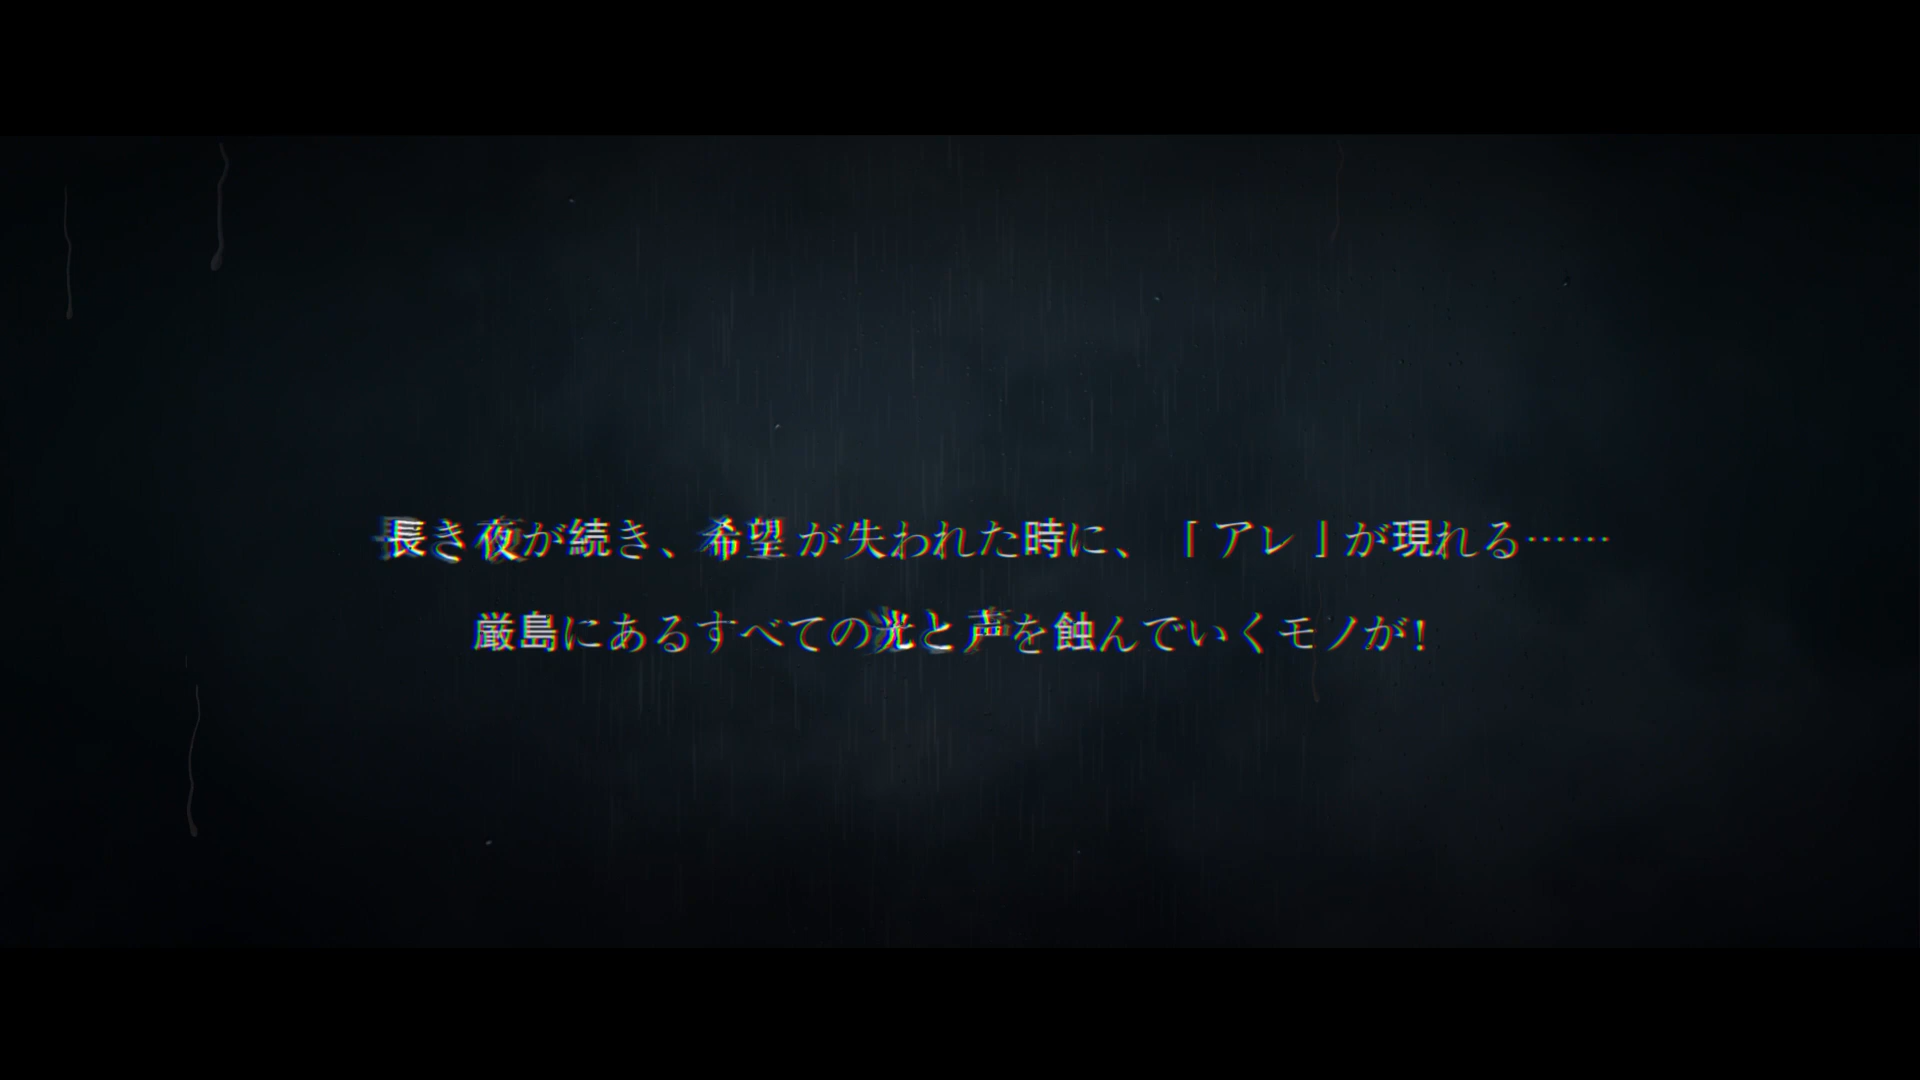 長き夜が続き、希望が失われた時に、「アレ」が現れる……
厳島にあるすべての光と声を蝕んでいくモノが!